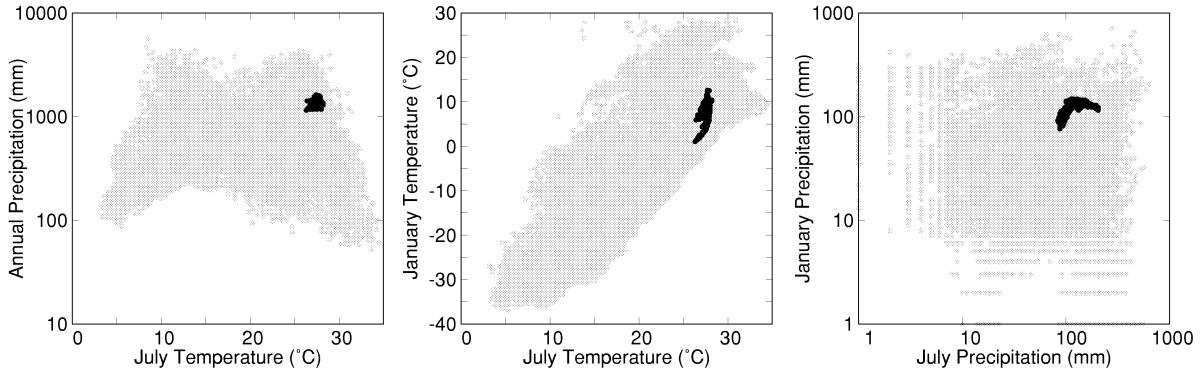 10000
1000
100
10
Annual Precipitation (mm)
0 10 20 30
July Temperature (˚C)
30
20
10
0
-10
-20
-30
-40
January Temperature (˚C)
0 10 20 30
July Temperature (˚C)
1000
100
10
1
January Precipitation (mm)
1 10 100 1000
July Precipitation (mm)